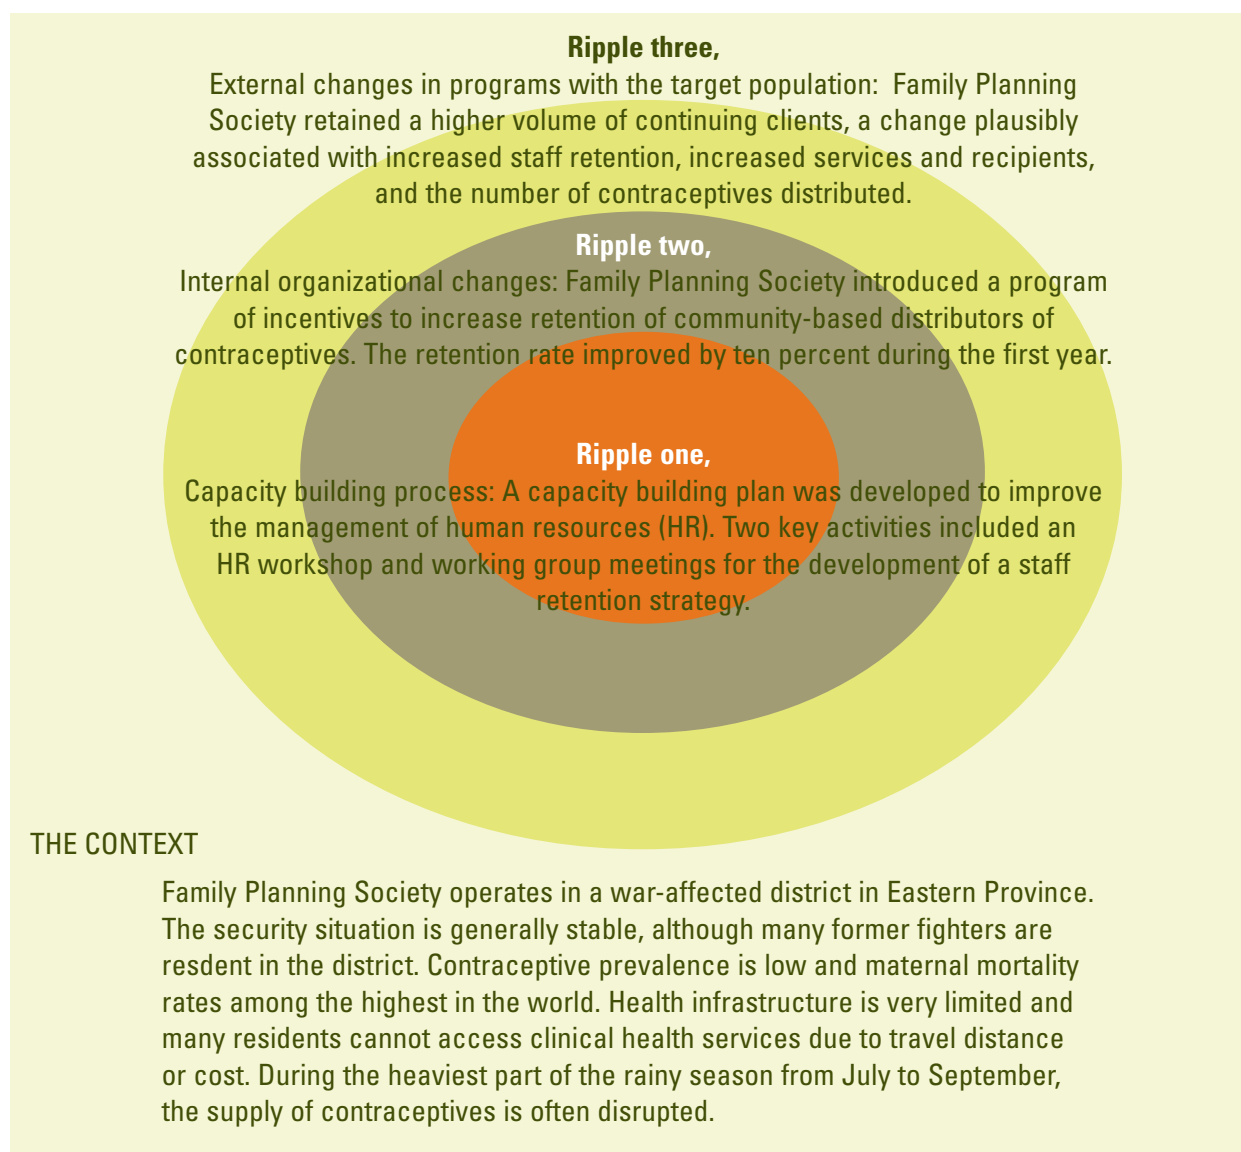 Ripple three,
External changes in programs with the target population:  Family Planning
Society retained a higher volume of continuing clients, a change plausibly
associated with increased staff retention, increased services and recipients,
and the number of contraceptives distributed.
Ripple two,
Internal organizational changes: Family Planning Society introduced a program
of incentives to increase retention of community-based distributors of
contraceptives. The retention rate improved by ten percent during the first year.
Ripple one,
Capacity building process: A capacity building plan was developed to improve
the management of human resources (HR). Two key activities included an
HR workshop and working group meetings for the development of a staff
retention strategy.
THE CONTEXT
Family Planning Society operates in a war-affected district in Eastern Province.
The security situation is generally stable, although many former fighters are
resdent in the district. Contraceptive prevalence is low and maternal mortality
rates among the highest in the world. Health infrastructure is very limited and
many residents cannot access clinical health services due to travel distance
or cost. During the heaviest part of the rainy season from July to September,
the supply of contraceptives is often disrupted.